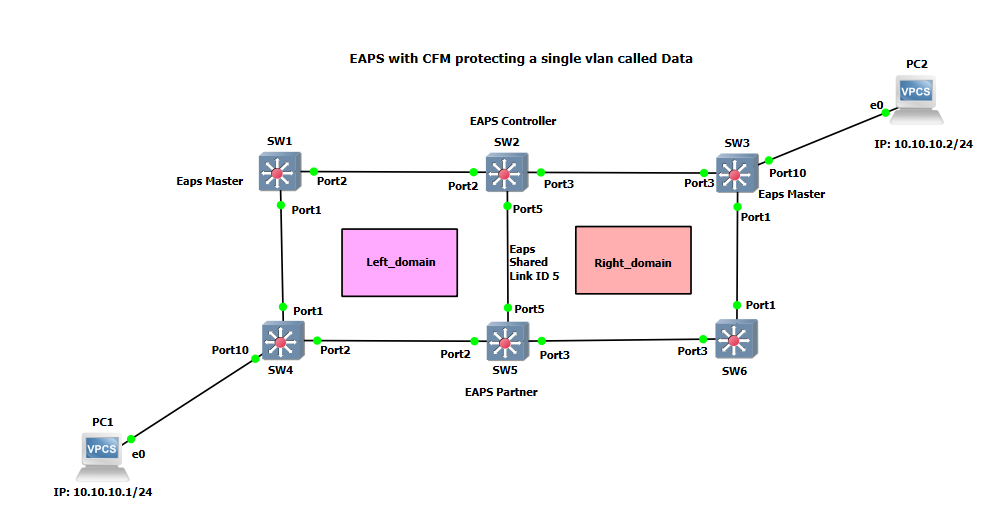 EAPS with CFM protecting a single vlan called Data
PC2
VPCS
e0
IP: 10.10.10.2/24
EAPS Controller
SW1
SW2
SW3
Eaps Master
Port2
Port2
Port3
Port3
Port10
Eaps Master
Port1
Port5
Port1
Left_domain
Eaps
Shared
Link ID 5
Right_domain
Port1
Port5
Port1
Port10
Port2
Port2
Port3
Port3
SW4
SW5
SW6
EAPS Partner
PC1
VPCS
e0
IP: 10.10.10.1/24